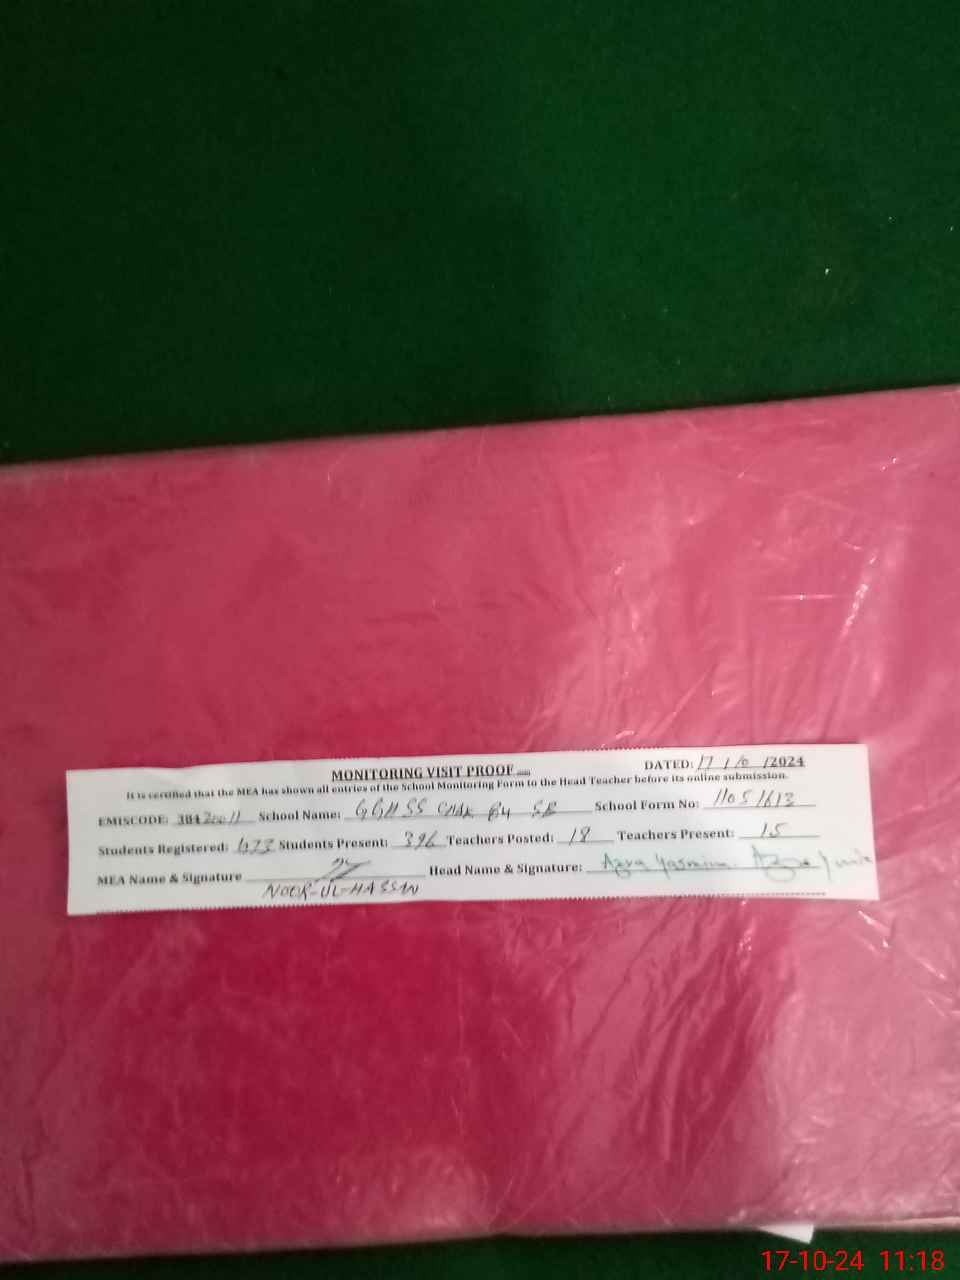 MONITORING VISIT PROOF
DATED: 17 / 10 /2024
It is certified that the MEA has shown all entries of the School Monitoring Form to the Head Teacher before its online submission.
EMISCODE: 38420011 School Name: GGHSS CHAK 84 SB School Form No: 11051613
Students Registered: 473 Students Present: 396 Teachers Posted: 18 Teachers Present: 15
MEA Name & Signature Head Name & Signature: Azra Yasmin.
NOOR-UL-HASSAN
17-10-24 11:18